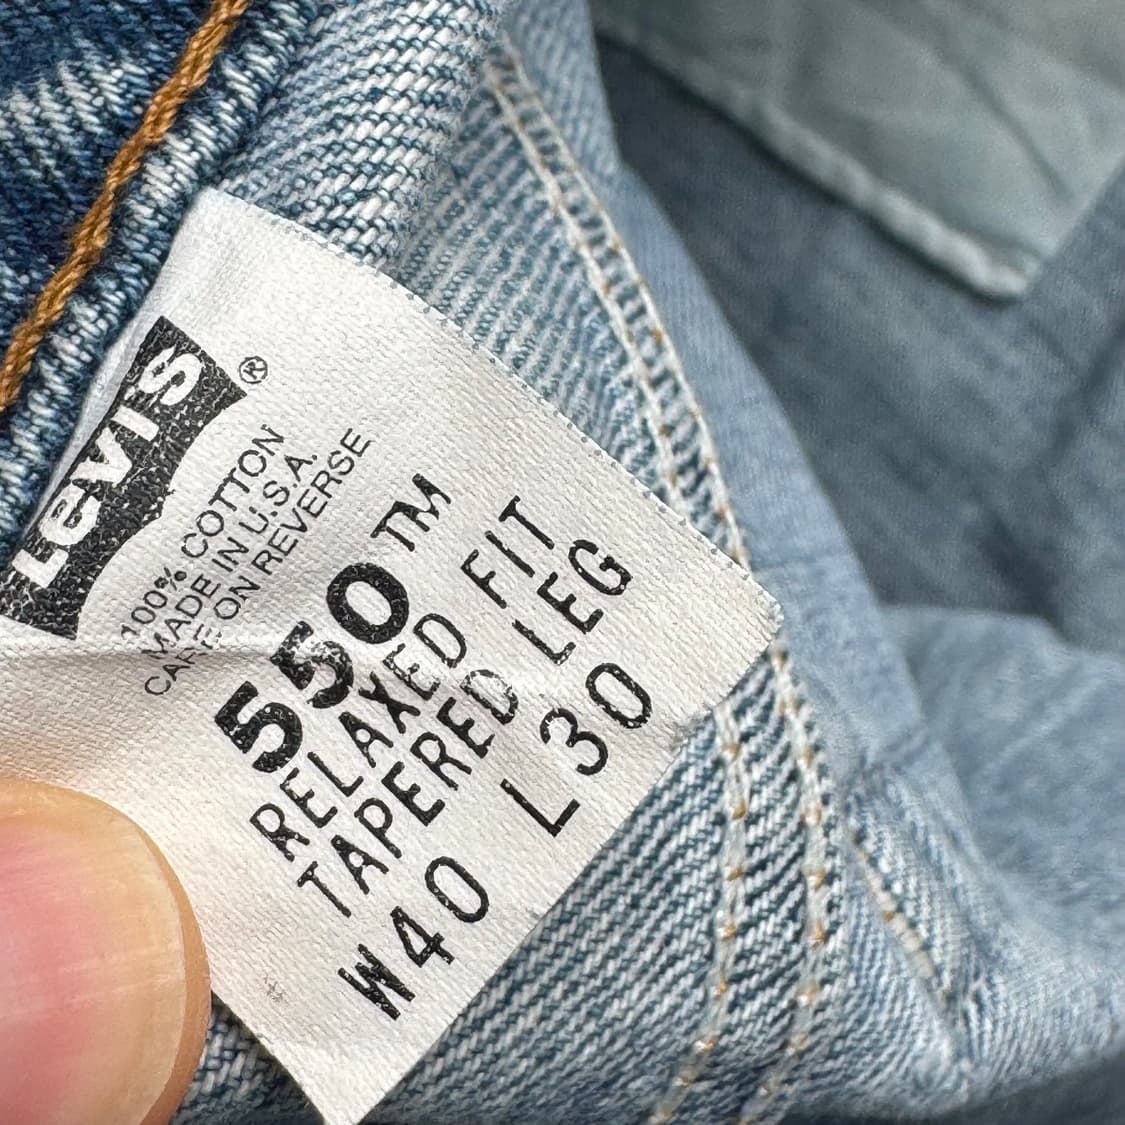 Levi's®
100% COTTON
MADE IN U.S.A.
CARE ON REVERSE
550™
RELAXED FIT
TAPERED LEG
W40 L30